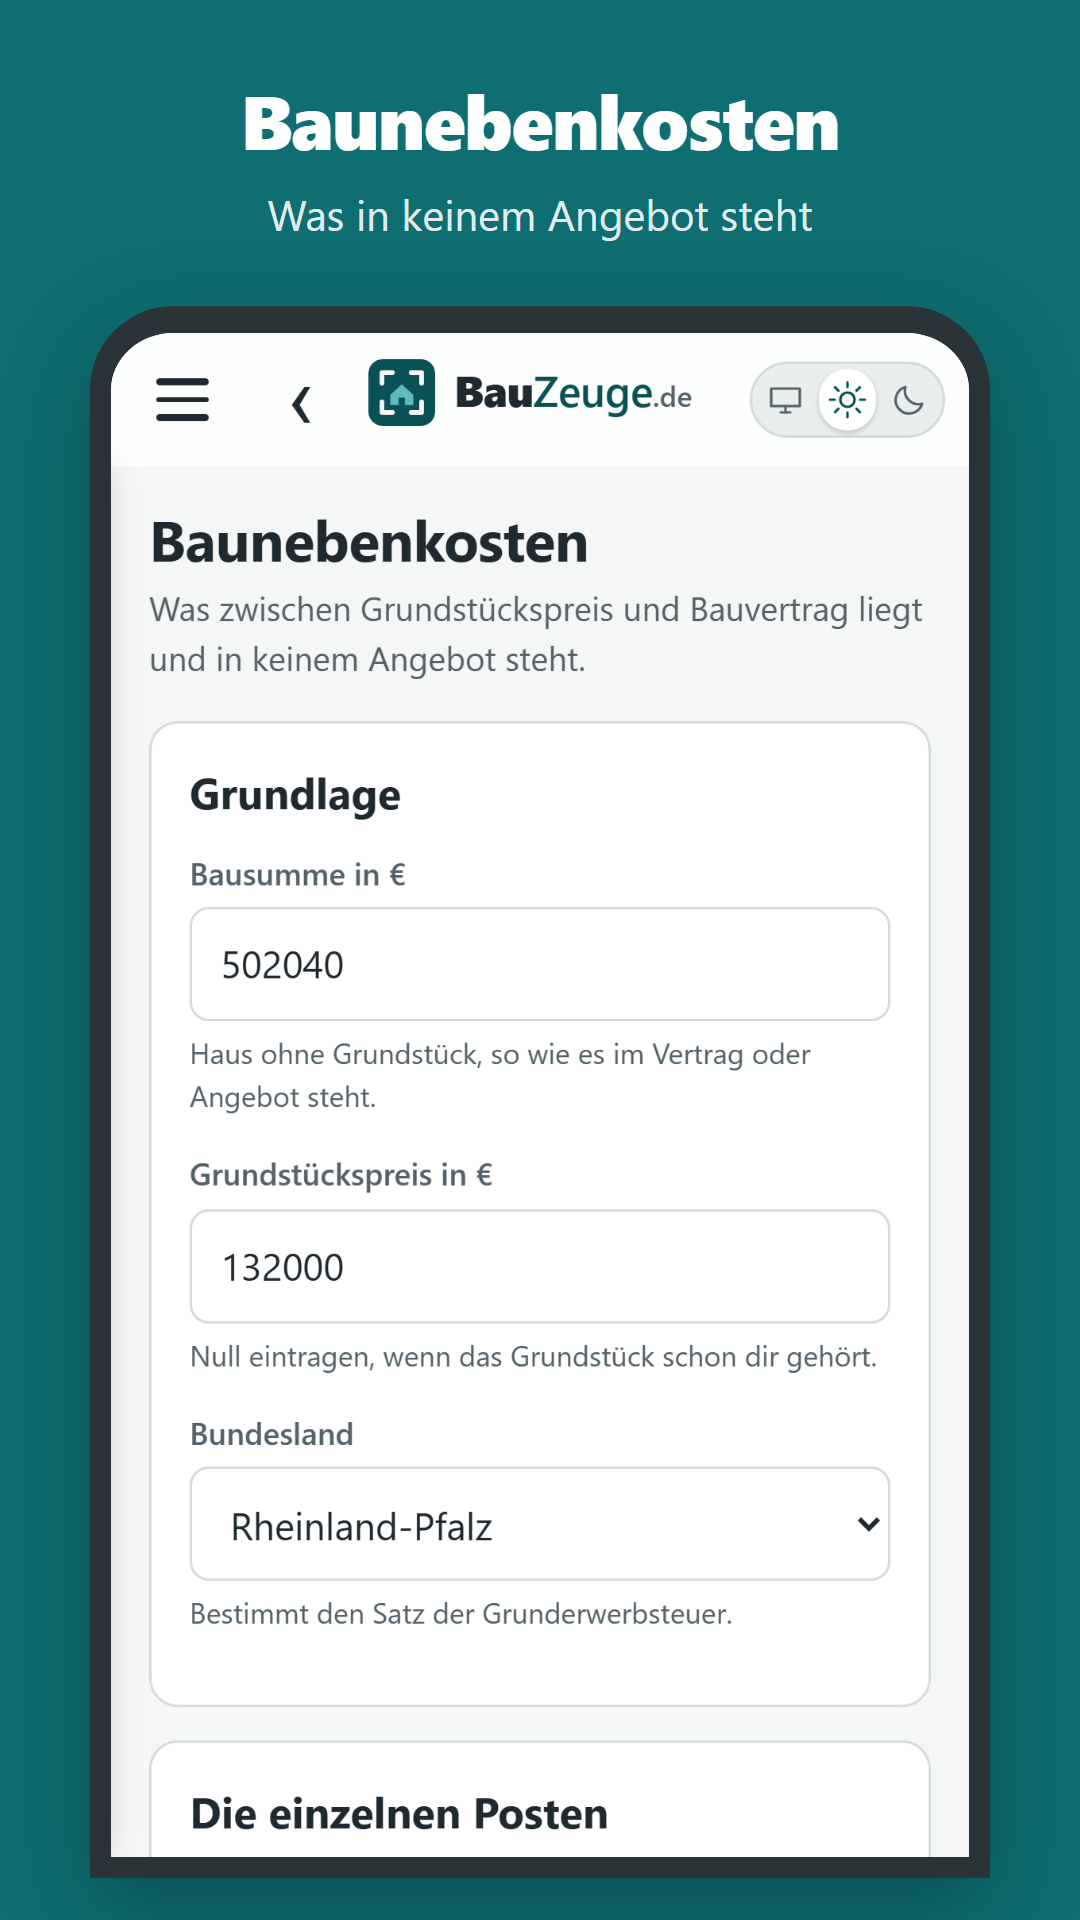 Baunebenkosten
Was in keinem Angebot steht
BauZeuge.de
Baunebenkosten
Was zwischen Grundstückspreis und Bauvertrag liegt
und in keinem Angebot steht.
Grundlage
Bausumme in €
502040
Haus ohne Grundstück, so wie es im Vertrag oder
Angebot steht.
Grundstückspreis in €
132000
Null eintragen, wenn das Grundstück schon dir gehört.
Bundesland
Rheinland-Pfalz
Bestimmt den Satz der Grunderwerbsteuer.
Die einzelnen Posten